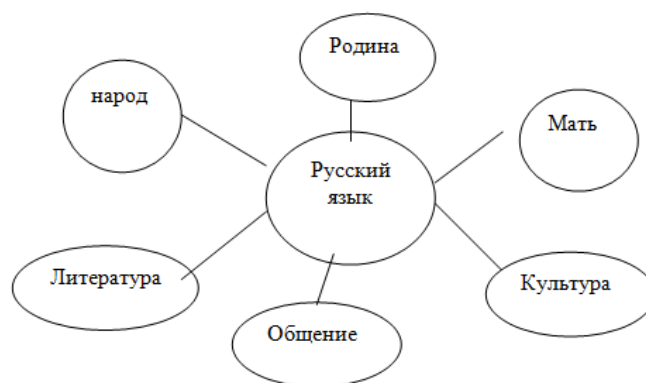 Родина
народ
Мать
Русский
язык
Литература
Культура
Общение